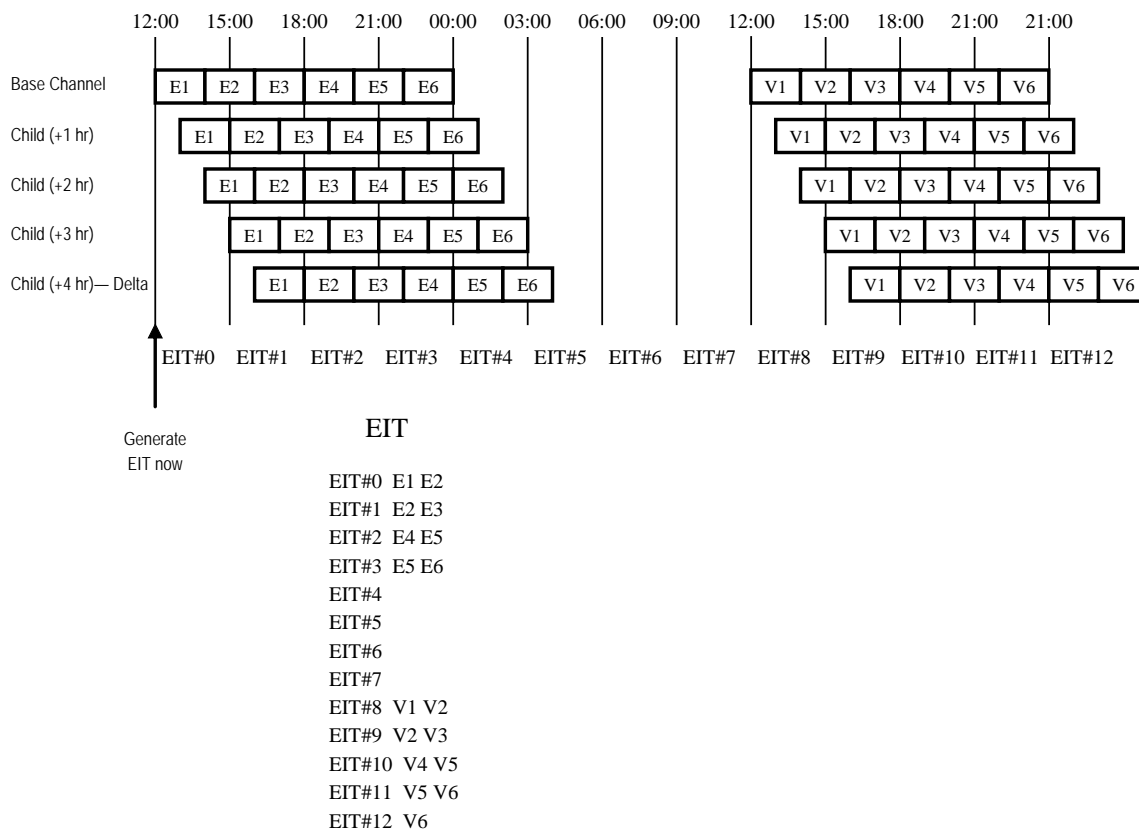 12:00 15:00 18:00 21:00 00:00 03:00 06:00 09:00 12:00 15:00 18:00 21:00 21:00
Base Channel E1 E2 E3 E4 E5 E6 V1 V2 V3 V4 V5 V6
Child (+1 hr) E1 E2 E3 E4 E5 E6 V1 V2 V3 V4 V5 V6
Child (+2 hr) E1 E2 E3 E4 E5 E6 V1 V2 V3 V4 V5 V6
Child (+3 hr) E1 E2 E3 E4 E5 E6 V1 V2 V3 V4 V5 V6
Child (+4 hr)— Delta E1 E2 E3 E4 E5 E6 V1 V2 V3 V4 V5 V6
EIT#0 EIT#1 EIT#2 EIT#3 EIT#4 EIT#5 EIT#6 EIT#7 EIT#8 EIT#9 EIT#10 EIT#11 EIT#12
Generate
EIT now
EIT
EIT#0 E1 E2
EIT#1 E2 E3
EIT#2 E4 E5
EIT#3 E5 E6
EIT#4
EIT#5
EIT#6
EIT#7
EIT#8 V1 V2
EIT#9 V2 V3
EIT#10 V4 V5
EIT#11 V5 V6
EIT#12 V6